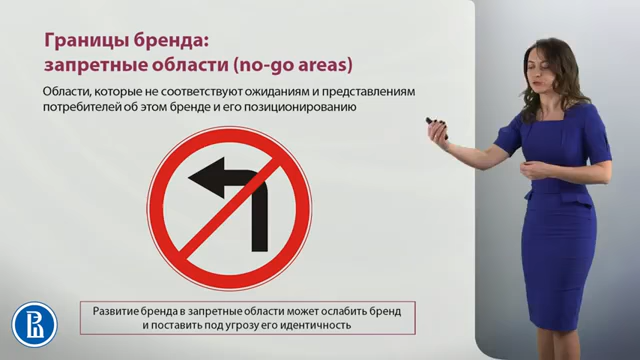 Границы бренда:
запретные области (no-go areas)
Области, которые не соответствуют ожиданиям и представлениям
потребителей об этом бренде и его позиционированию
Развитие бренда в запретные области может ослабить бренд
и поставить под угрозу его идентичность